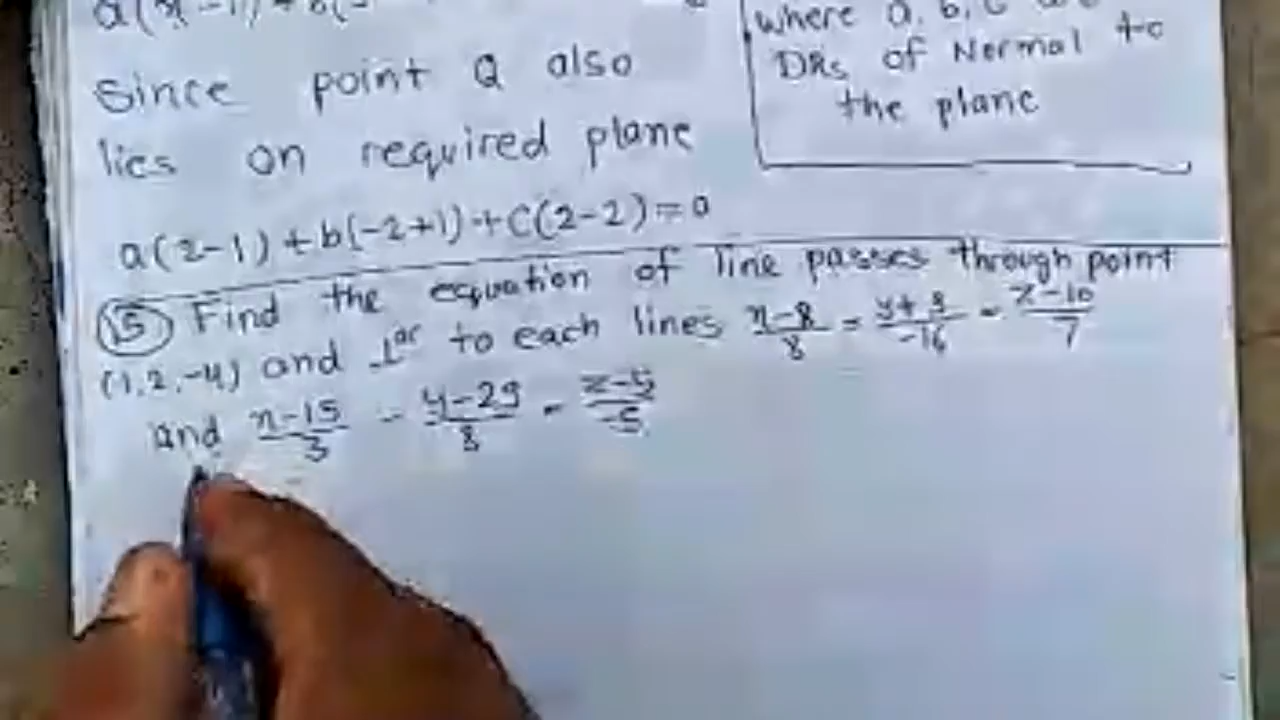 a(x-1)+b(-
where a, b, c
DRs of Normal to
the plane
since point Q also
lies on required plane
a(2-1)+b(-2+1)+c(2-2)=0
(15) Find the equation of line passes through point
(1,2,-4) and ⊥ar to each lines x-8/8 = y+9/-16 = z-10/7
and x-15/3 = y-29/8 = z-5/-5